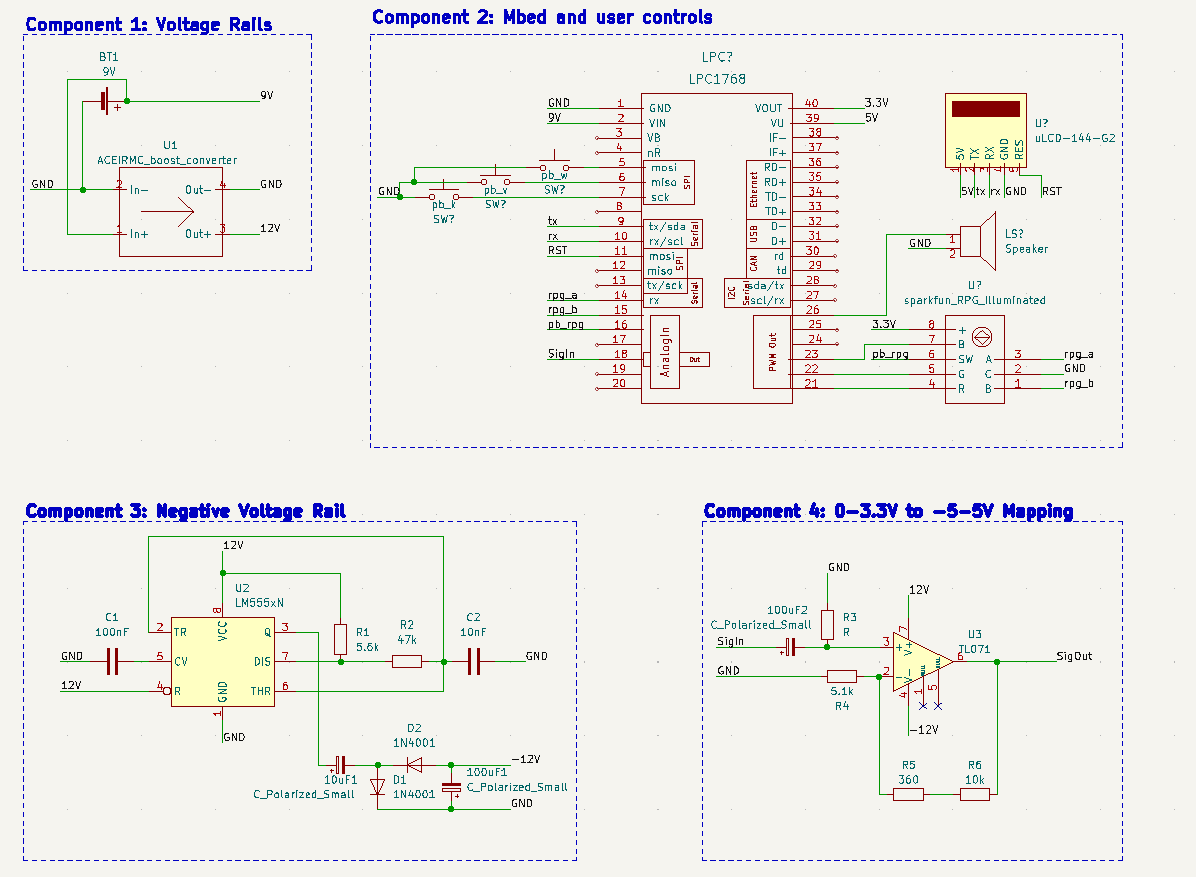 Component 1: Voltage Rails
BT1
9V
9V
+
U1
ACEIRMC_boost_converter
GND
2 In-
Out- 4
GND
1 In+
Out+ 3
12V
Component 2: Mbed and user controls
LPC?
LPC1768
GND 1 GND
9V 2 VIN
3 VB
4 nR
5 mosi
6 miso
7 sck
SPI
8
9 tx/sda
10 rx/scl
Serial
11 mosi
12 miso
13 tx/sck
SPI
14 rx
Serial
15
16
17
18
19
20
AnalogIn
Out
GND
pb_w
SW?
pb_v
SW?
pb_k
SW?
tx
rx
RST
rpg_a
rpg_b
pb_rpg
SigIn
VOUT 40 3.3V
VU 39 5V
IF- 38
IF+ 37
RD- 36
RD+ 35
TD- 34
TD+ 33
Ethernet
D- 32
D+ 31
USB
rd 30
td 29
CAN
sda/tx 28
scl/rx 27
I2C
Serial
26
25
24
23
22
21
PWM Out
U?
uLCD-144-G2
5V TX RX GND RES
1 2 3 4 5
5V tx rx GND RST
LS?
Speaker
GND
1
2
U?
sparkfun_RPG_Illuminated
3.3V 8 +
7 B
pb_rpg 6 SW
5 G
4 R
A 3 rpg_a
C 2 GND
B 1 rpg_b
Component 3: Negative Voltage Rail
12V
U2
LM555xN
C1
100nF
GND
12V
2 TR
5 CV
4 R
8 VCC
GND 1
GND
Q 3
DIS 7
THR 6
R1
5.6k
R2
47k
C2
10nF
GND
D2
1N4001
-12V
10uF1
C_Polarized_Small
D1
1N4001
100uF1
C_Polarized_Small
GND
Component 4: 0-3.3V to -5-5V Mapping
GND
100uF2
C_Polarized_Small
R3
R
SigIn
GND
5.1k
R4
12V
7
V+
3 +
2 -
V-
4
1
5
6
U3
TL071
SigOut
-12V
R5
360
R6
10k